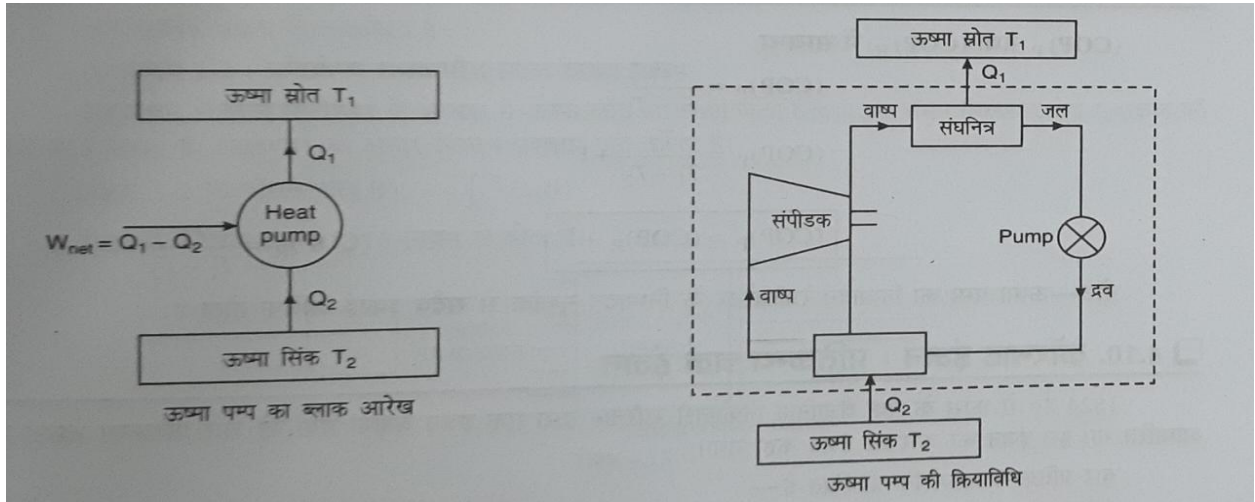 ऊष्मा स्रोत T₁
Q₁
Heat
pump
Wnet = Q₁ – Q₂
Q₂
ऊष्मा सिंक T₂
ऊष्मा पम्प का ब्लाक आरेख
ऊष्मा स्रोत T₁
Q₁
वाष्प
संघनित्र
जल
संपीडक
Pump
वाष्प
द्रव
Q₂
ऊष्मा सिंक T₂
ऊष्मा पम्प की क्रियाविधि